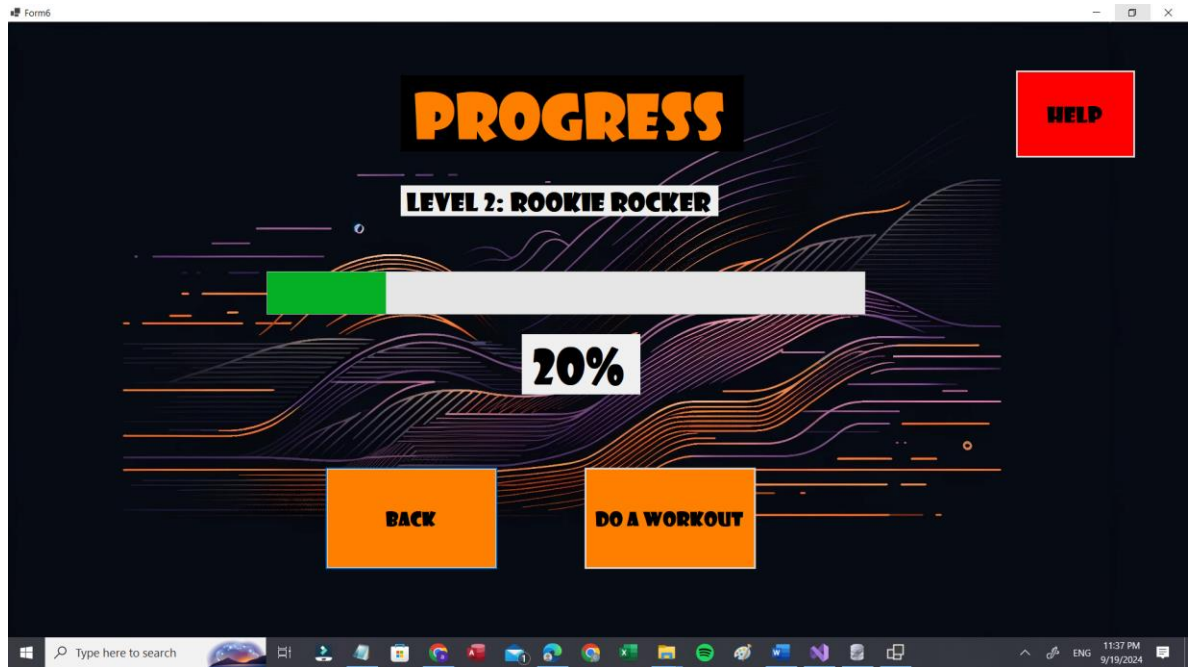 Form6
PROGRESS
HELP
LEVEL 2: ROOKIE ROCKER
20%
BACK
DO A WORKOUT
Type here to search
ENG
11:37 PM
9/19/2024